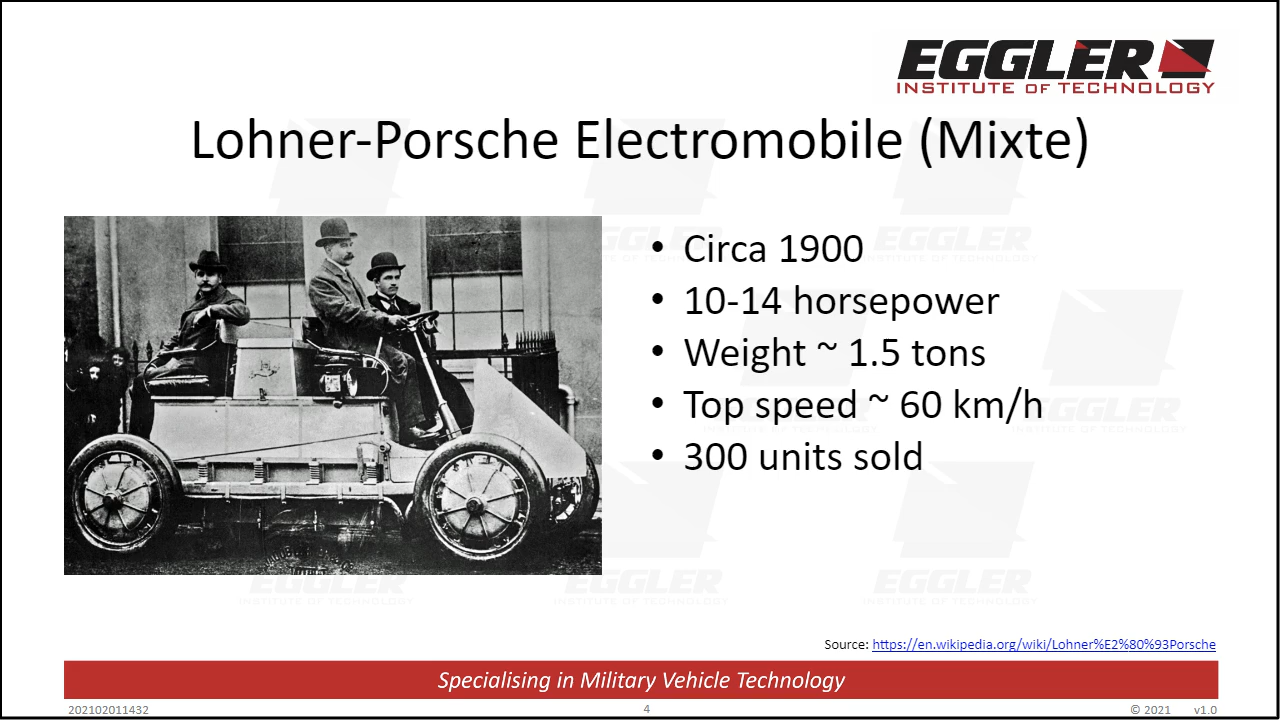 EGGLER
INSTITUTE OF TECHNOLOGY
Lohner-Porsche Electromobile (Mixte)
• Circa 1900
• 10-14 horsepower
• Weight ~ 1.5 tons
• Top speed ~ 60 km/h
• 300 units sold
Source: https://en.wikipedia.org/wiki/Lohner%E2%80%93Porsche
Specialising in Military Vehicle Technology
202102011432
4
© 2021 v1.0